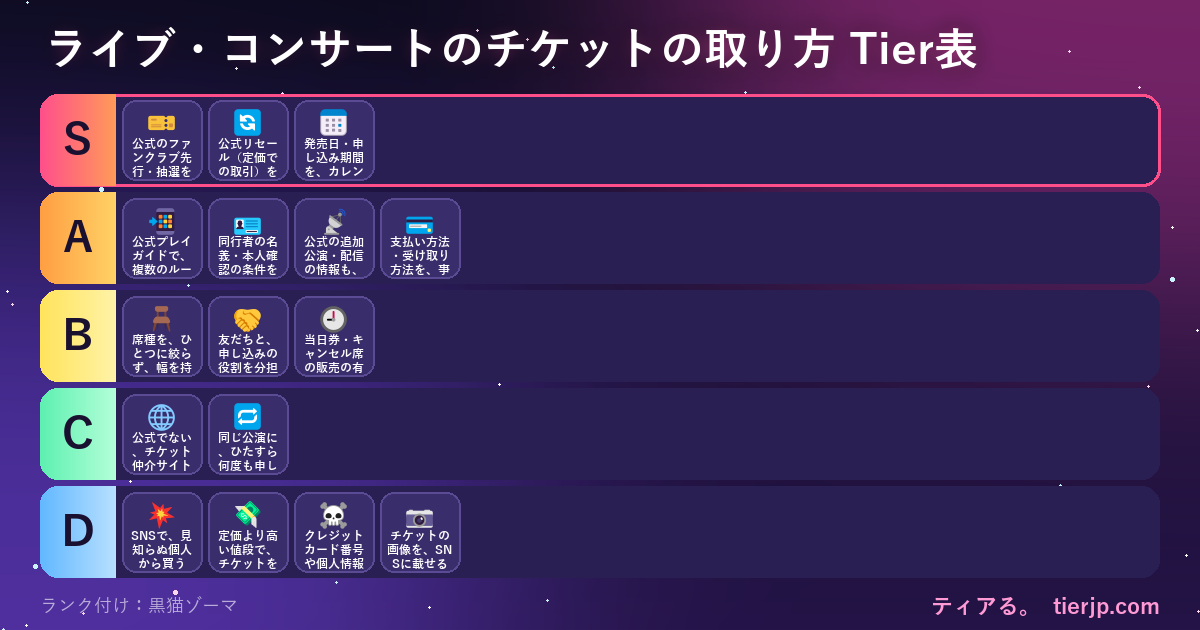 ライブ・コンサートのチケットの取り方 Tier表
S
公式のファ
ンクラブ先
行・抽選を
公式リセー
ル（定価で
の取引）を
発売日・申
し込み期間
を、カレン
A
公式プレイ
ガイドで、
複数のルー
同行者の名
義・本人確
認の条件を
公式の追加
公演・配信
の情報も、
支払い方法
・受け取り
方法を、事
B
席種を、ひ
とつに絞ら
ず、幅を持
友だちと、
申し込みの
役割を分担
当日券・キ
ャンセル席
の販売の有
C
公式でない
、チケット
仲介サイト
同じ公演に
、ひたすら
何度も申し
D
SNSで、見
知らぬ個人
から買う
定価より高
い値段で、
チケットを
クレジット
カード番号
や個人情報
チケットの
画像を、SN
Sに載せる
ランク付け：黒猫ゾーマ
ティアる。 tierjp.com